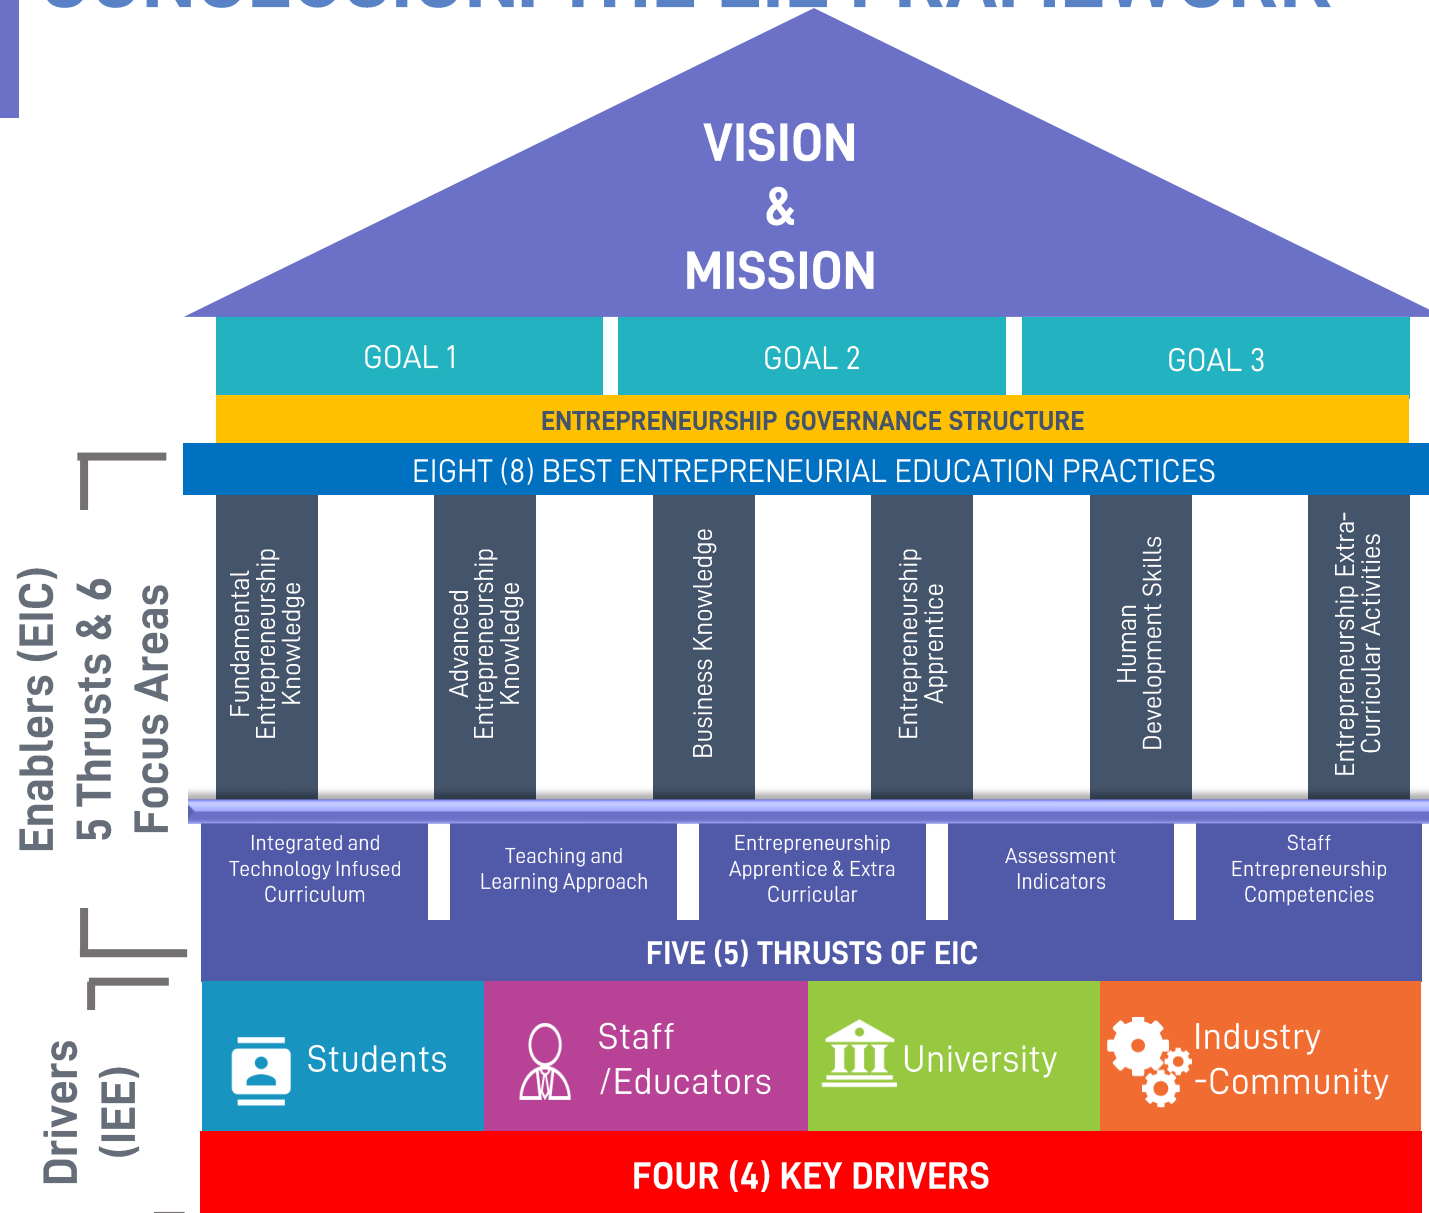 VISION
&
MISSION
GOAL 1
GOAL 2
GOAL 3
ENTREPRENEURSHIP GOVERNANCE STRUCTURE
EIGHT (8) BEST ENTREPRENEURIAL EDUCATION PRACTICES
Enablers (EIC)
5 Thrusts & 6
Focus Areas
Fundamental
Entrepreneurship
Knowledge
Advanced
Entrepreneurship
Knowledge
Business Knowledge
Entrepreneurship
Apprentice
Human
Development Skills
Entrepreneurship Extra-
Curricular Activities
Integrated and
Technology Infused
Curriculum
Teaching and
Learning Approach
Entrepreneurship
Apprentice & Extra
Curricular
Assessment
Indicators
Staff
Entrepreneurship
Competencies
FIVE (5) THRUSTS OF EIC
Drivers
(IEE)
Students
Staff
/Educators
University
Industry
-Community
FOUR (4) KEY DRIVERS